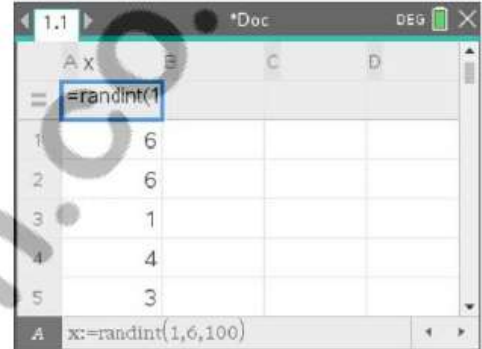 1.1 *Doc DEG
A x B C D
= =randint(1
1 6
2 6
3 1
4 4
5 3
A x:=randint(1,6,100)